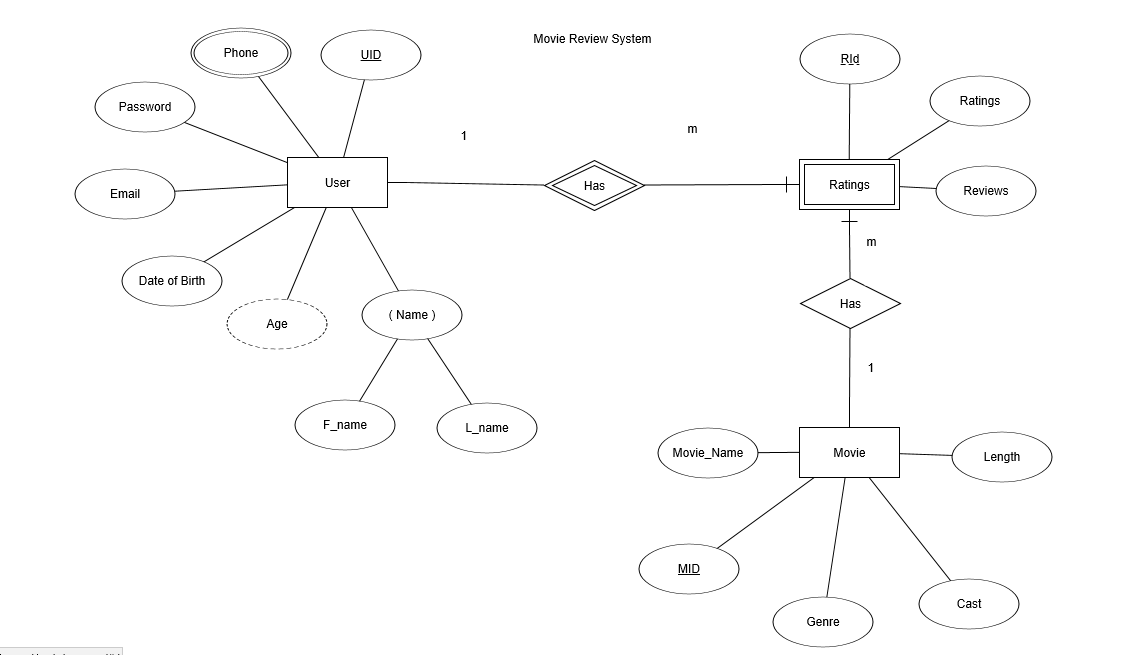 Movie Review System
Phone
UID
RId
Password
Ratings
1
m
Email
User
Has
Ratings
Reviews
m
Date of Birth
Age
( Name )
Has
1
F_name
L_name
Movie_Name
Movie
Length
MID
Genre
Cast